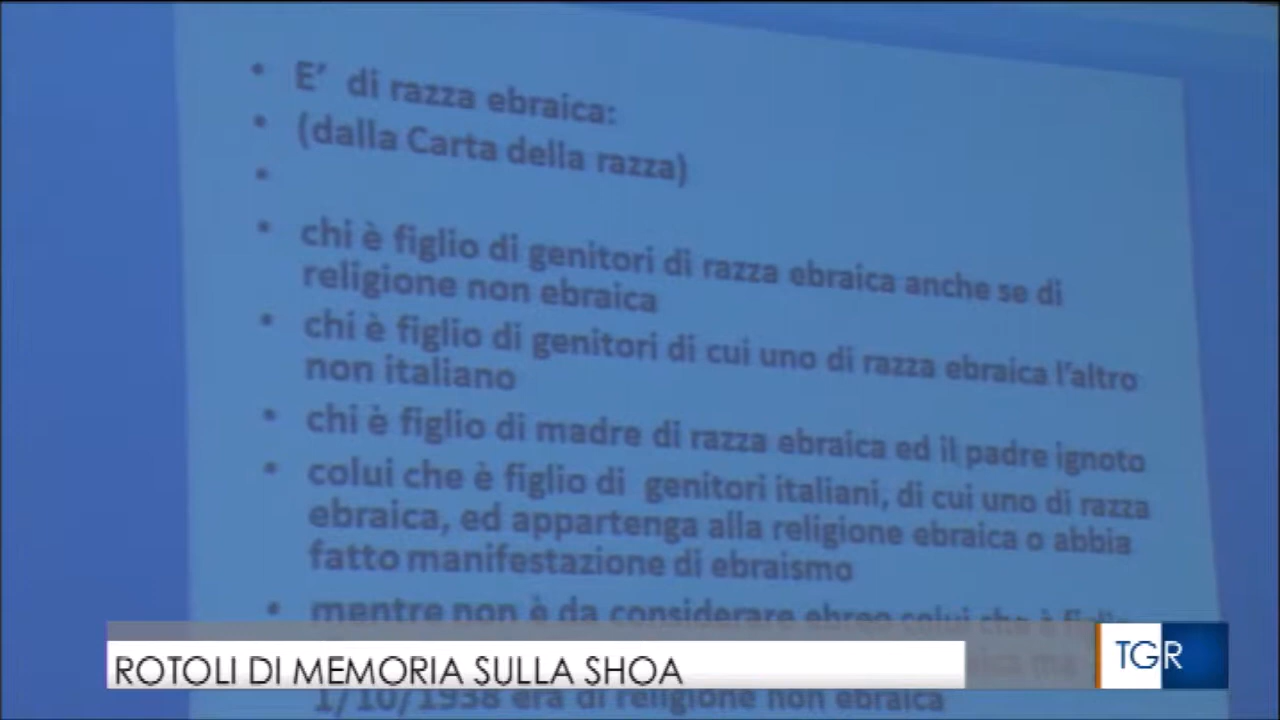 • E' di razza ebraica:
• (dalla Carta della razza)
•
• chi è figlio di genitori di razza ebraica anche se di
religione non ebraica
• chi è figlio di genitori di cui uno di razza ebraica l'altro
non italiano
• chi è figlio di madre di razza ebraica ed il padre ignoto
• colui che è figlio di genitori italiani, di cui uno di razza
ebraica, ed appartenga alla religione ebraica o abbia
fatto manifestazione di ebraismo
• mentre non è da considerare ebreo colui che è
ma
1/10/1938 era di religione non ebraica
ROTOLI DI MEMORIA SULLA SHOA
TGR